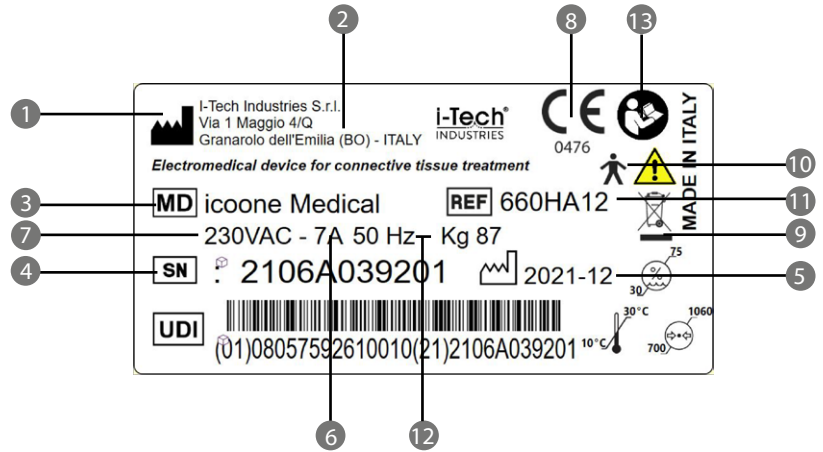 2
8
13
1
I-Tech Industries S.r.l.
Via 1 Maggio 4/Q
Granarolo dell'Emilia (BO) - ITALY
i-Tech®
INDUSTRIES
CE
0476
MADE IN ITALY
Electromedical device for connective tissue treatment
10
3
MD icoone Medical
REF 660HA12
11
7
230VAC - 7A 50 Hz - Kg 87
9
4
SN : 2106A039201
2021-12
5
75
%
30
UDI
(01)08057592610010(21)2106A039201
30°C
10°C
1060
700
6
12